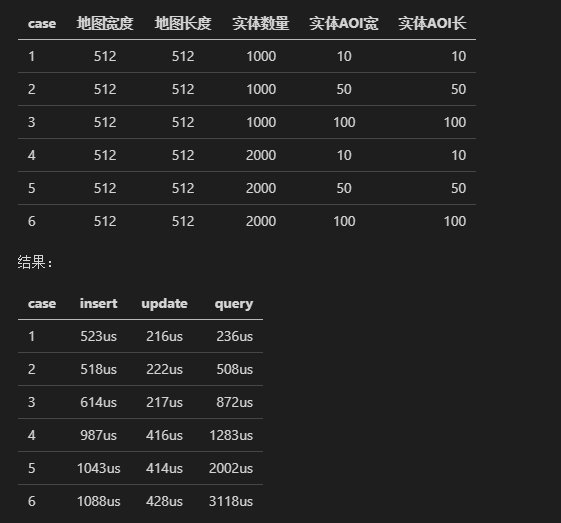 case 地图宽度 地图长度 实体数量 实体AOI宽 实体AOI长
1 512 512 1000 10 10
2 512 512 1000 50 50
3 512 512 1000 100 100
4 512 512 2000 10 10
5 512 512 2000 50 50
6 512 512 2000 100 100
结果：
case insert update query
1 523us 216us 236us
2 518us 222us 508us
3 614us 217us 872us
4 987us 416us 1283us
5 1043us 414us 2002us
6 1088us 428us 3118us